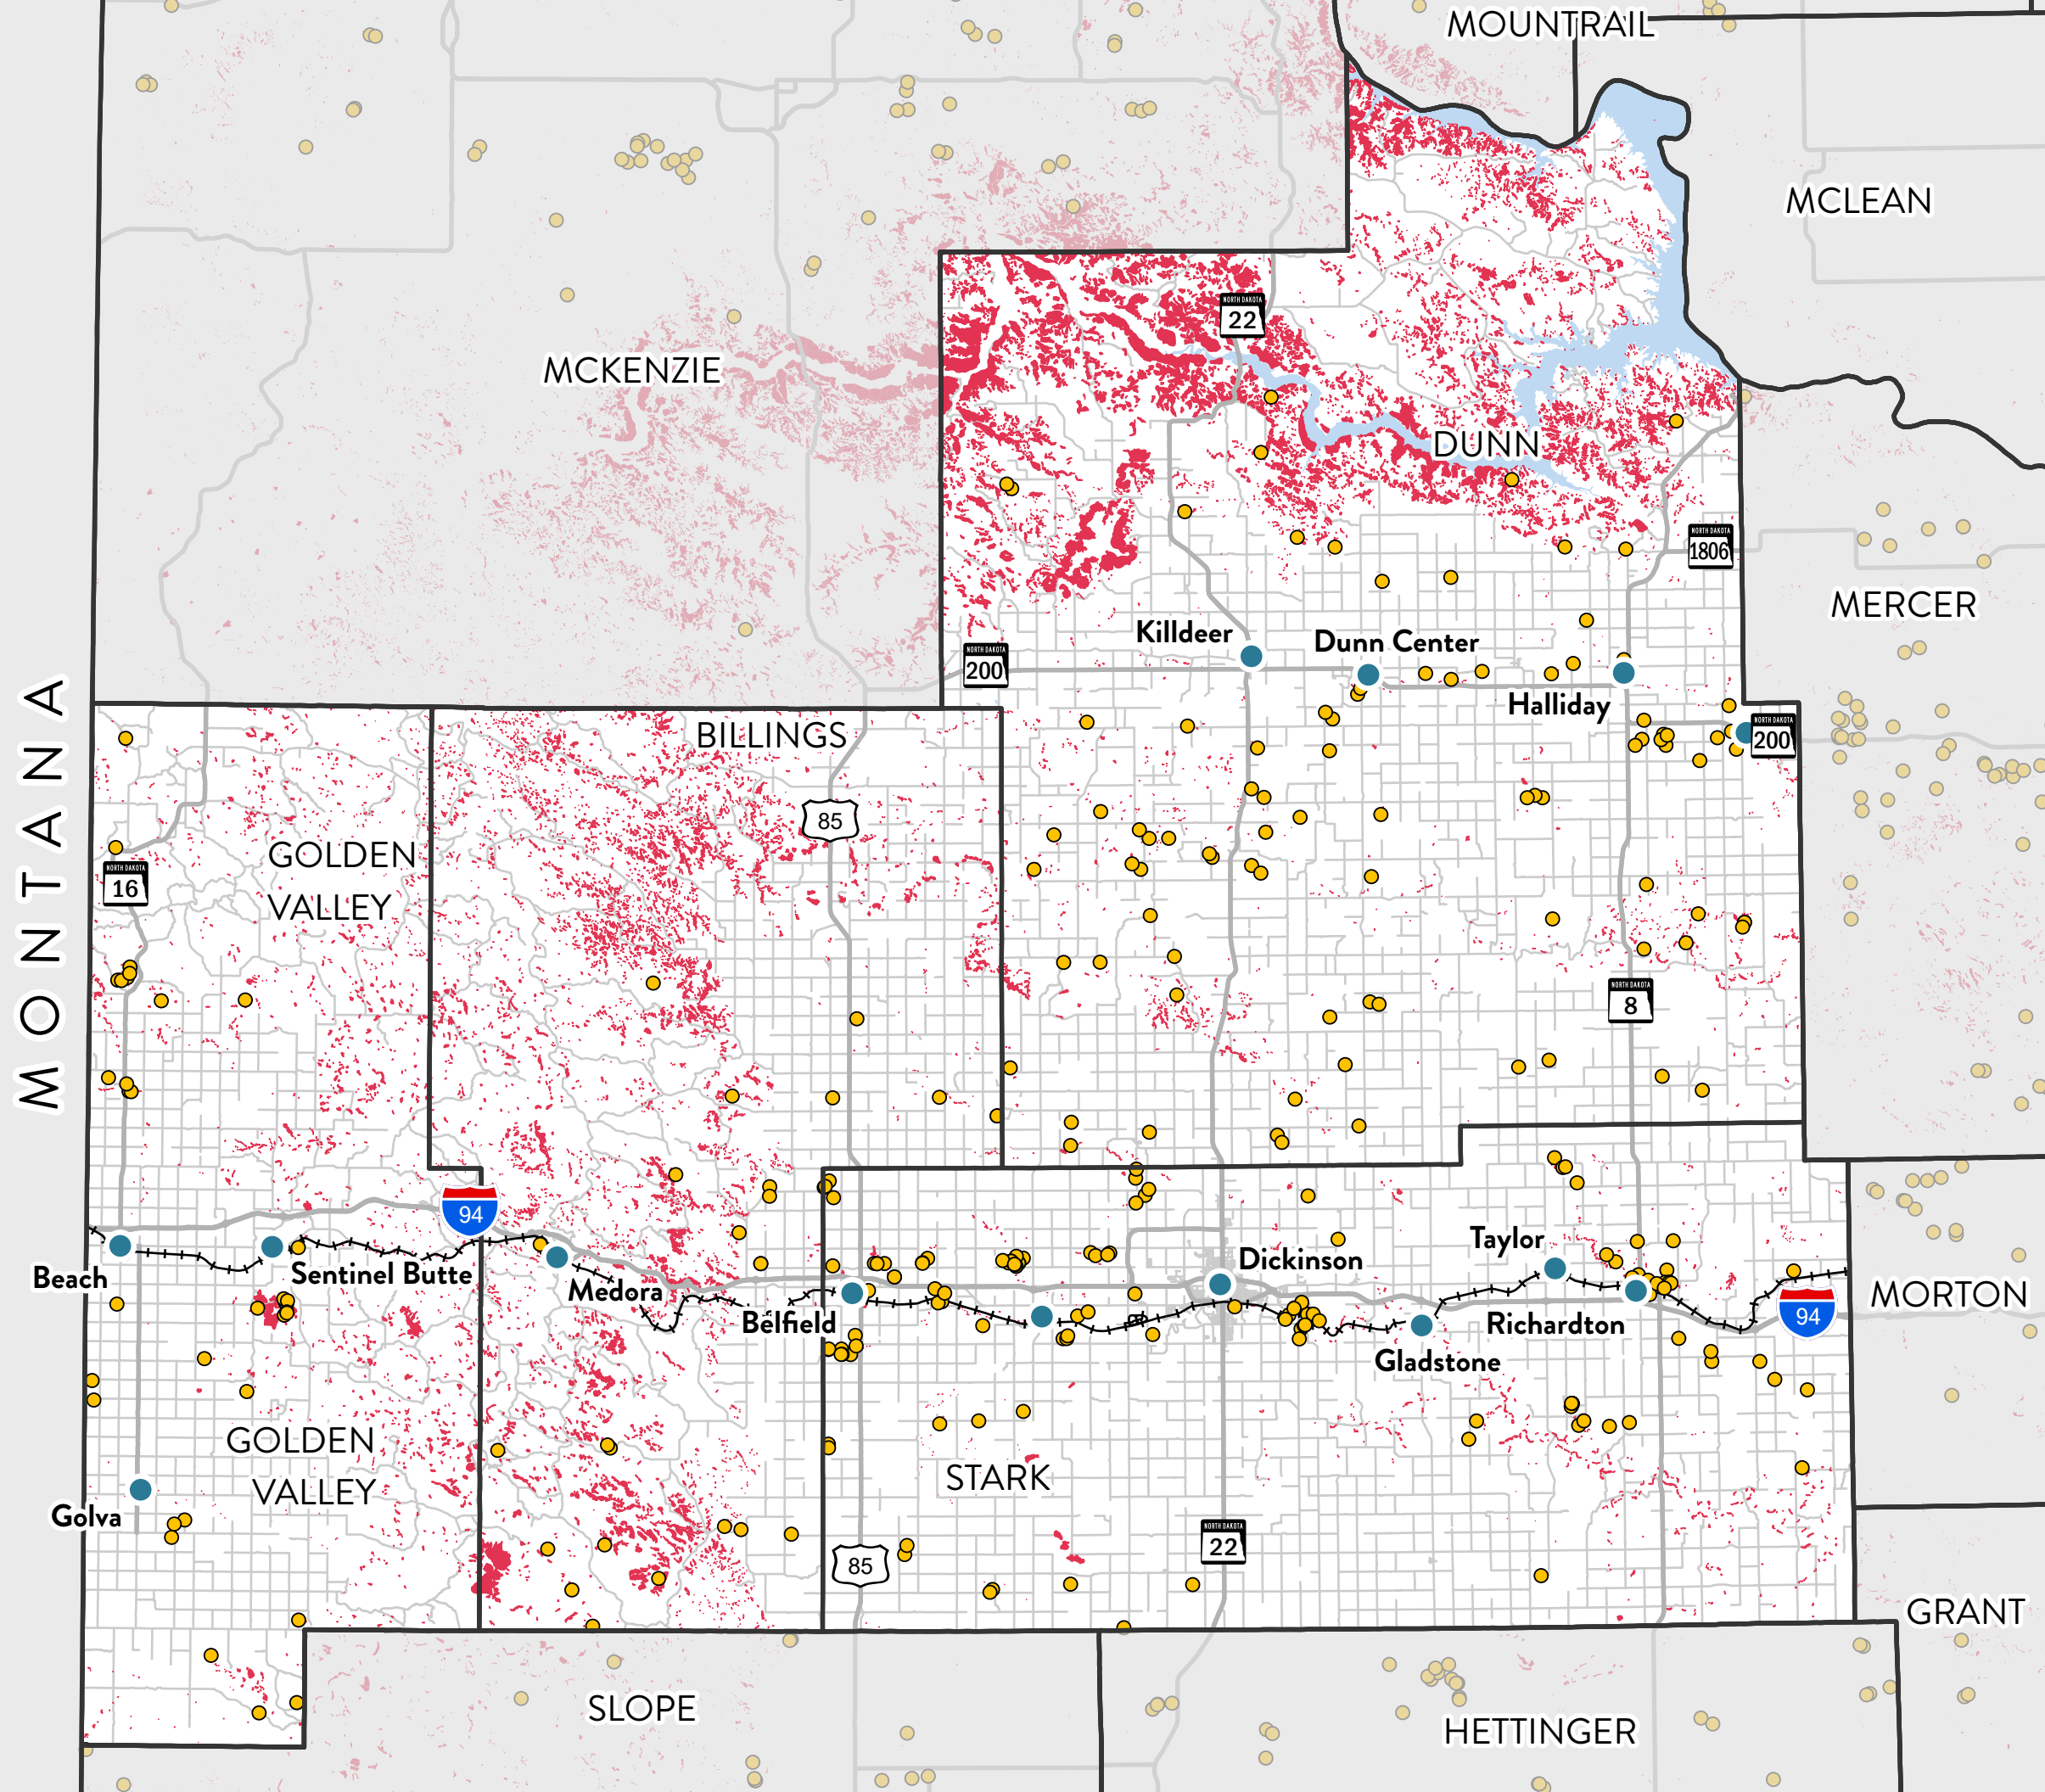 MOUNTRAIL
MCLEAN
NORTH DAKOTA
22
MCKENZIE
DUNN
NORTH DAKOTA
1806
MERCER
Killdeer
Dunn Center
NORTH DAKOTA
200
Halliday
MONTANA
BILLINGS
NORTH DAKOTA
200
85
GOLDEN
VALLEY
NORTH DAKOTA
16
NORTH DAKOTA
8
94
Beach
Sentinel Butte
Medora
Belfield
Dickinson
Taylor
Gladstone
Richardton
94
MORTON
GOLDEN
VALLEY
STARK
Golva
85
NORTH DAKOTA
22
GRANT
SLOPE
HETTINGER